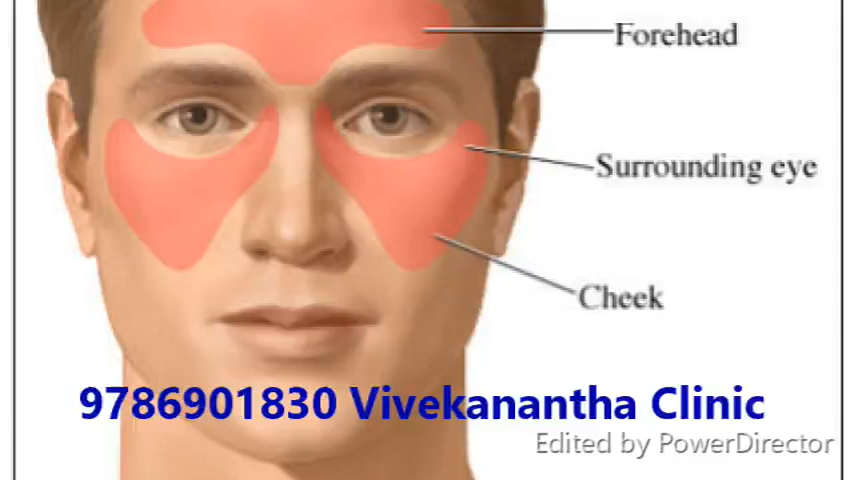 Forehead
Surrounding eye
Cheek
9786901830 Vivekanantha Clinic
Edited by PowerDirector